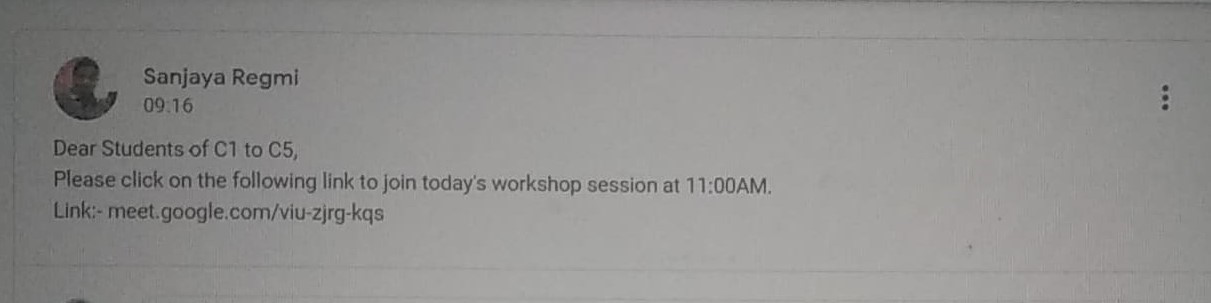 Sanjaya Regmi
09:16
Dear Students of C1 to C5,
Please click on the following link to join today's workshop session at 11:00AM.
Link:- meet.google.com/viu-zjrg-kqs